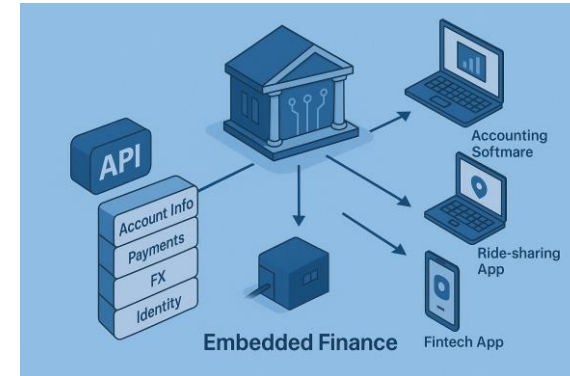 API
Account Info
Payments
FX
Identity
Accounting
Softmare
Ride-sharing
App
Embedded Finance
Fintech App